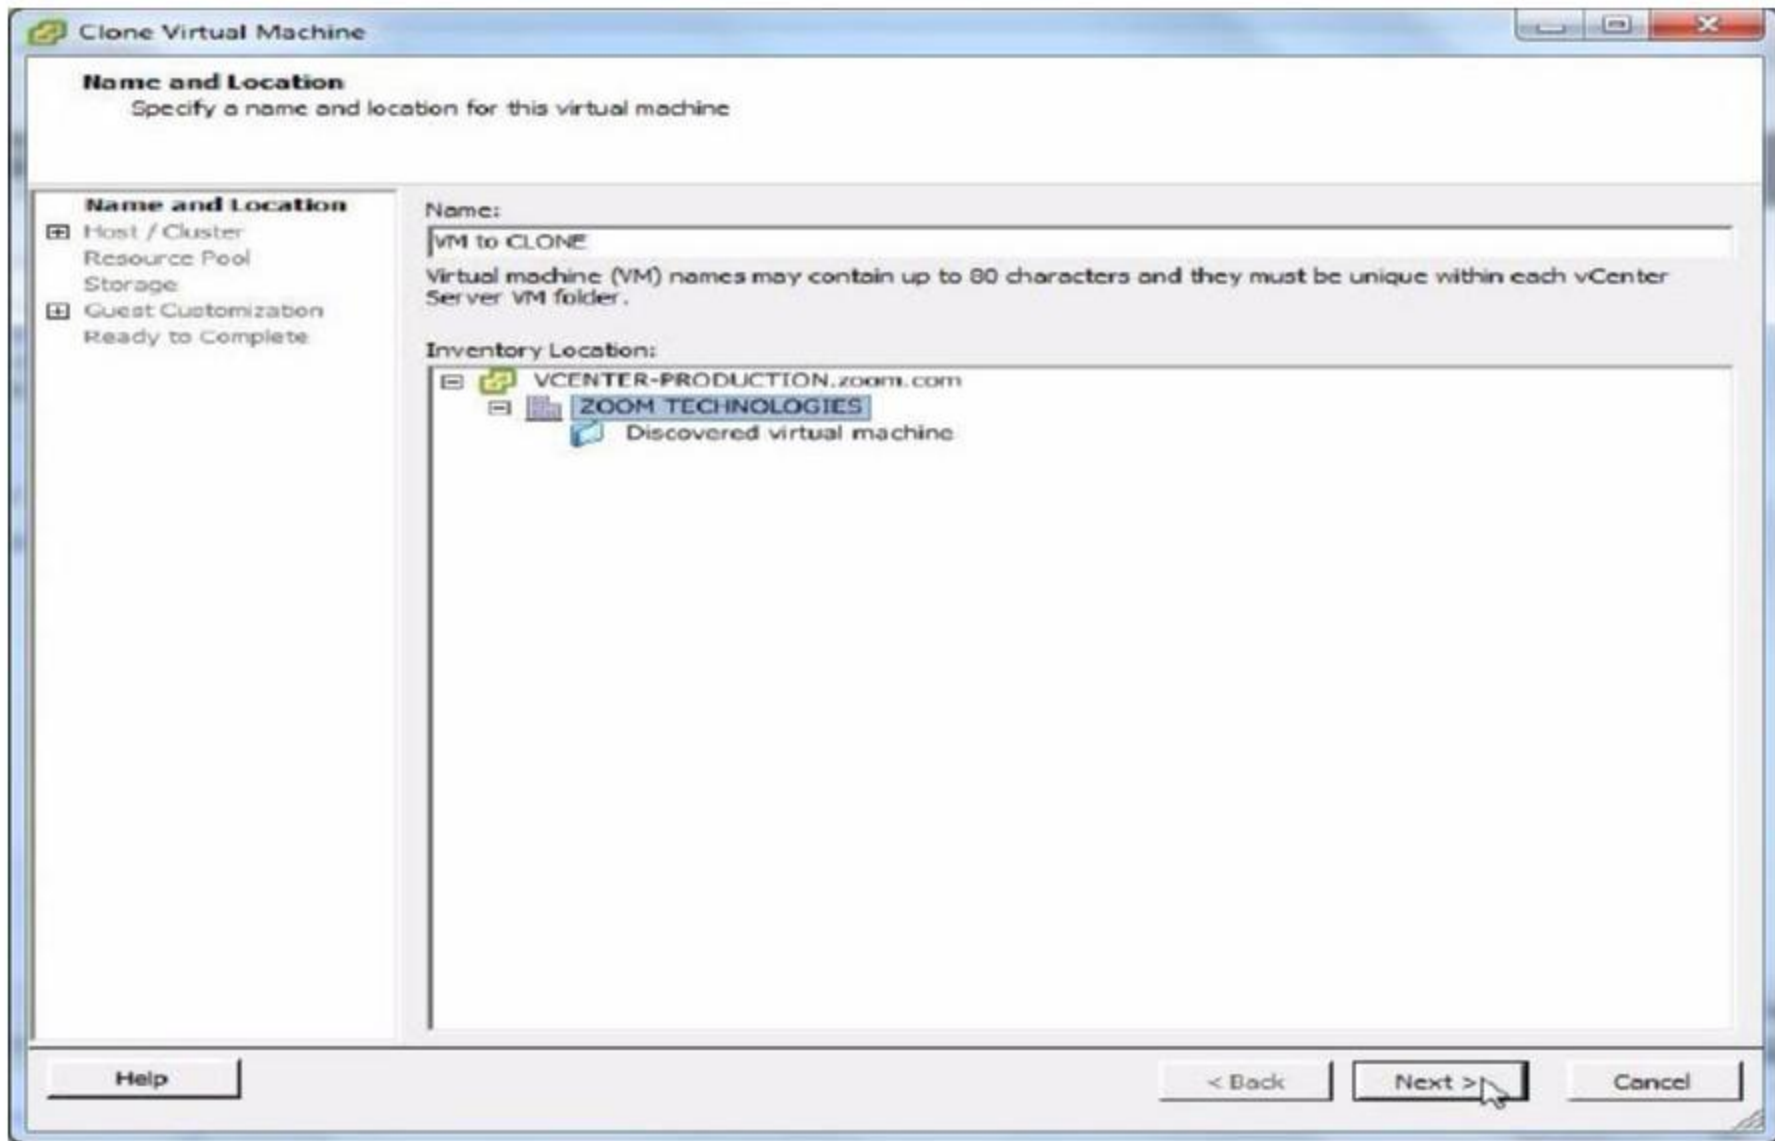 Clone Virtual Machine
Name and Location
Specify a name and location for this virtual machine
Name and Location
Host / Cluster
Resource Pool
Storage
Guest Customization
Ready to Complete
Name:
VM to CLONE
Virtual machine (VM) names may contain up to 80 characters and they must be unique within each vCenter
Server VM folder.
Inventory Location:
VCENTER-PRODUCTION.zoom.com
ZOOM TECHNOLOGIES
Discovered virtual machine
Help
< Back
Next >
Cancel